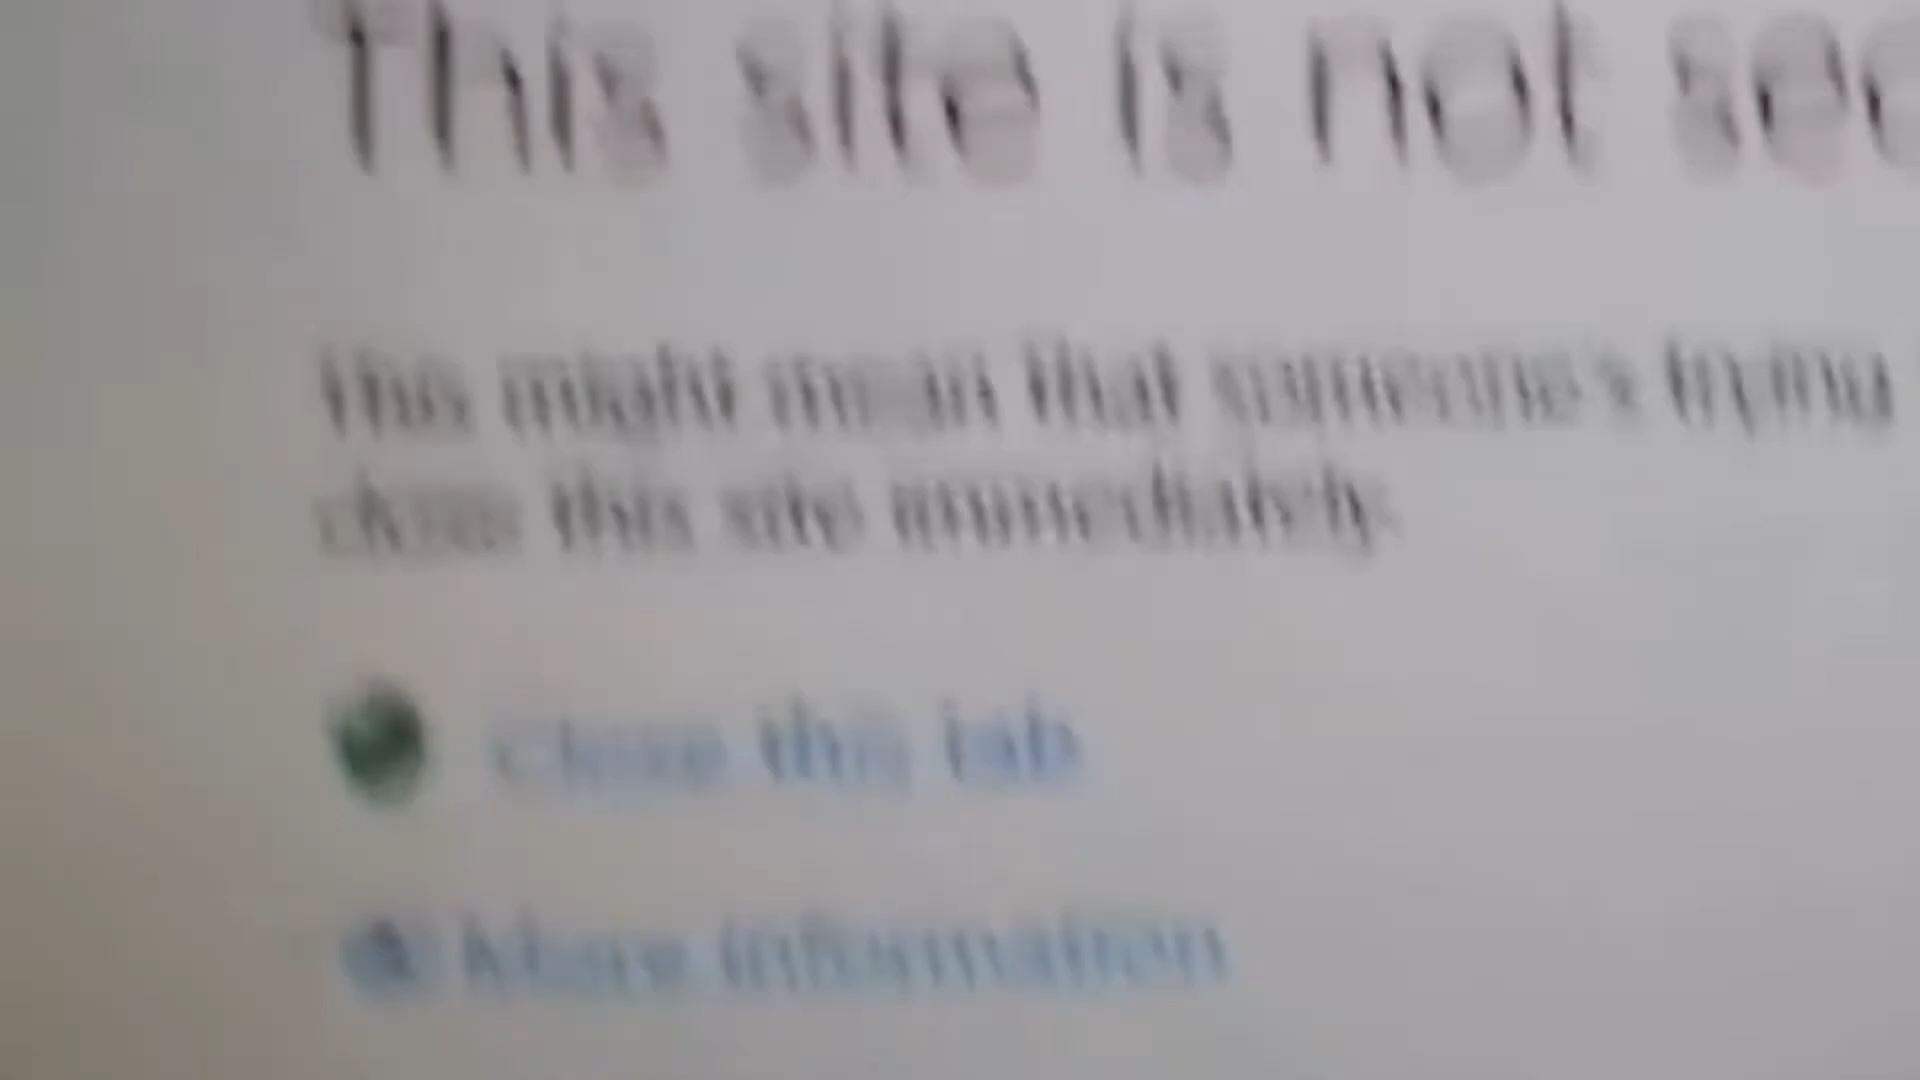 This site is not sec
This might mean that someone's trying
close this site immediately.
Close this tab
More information